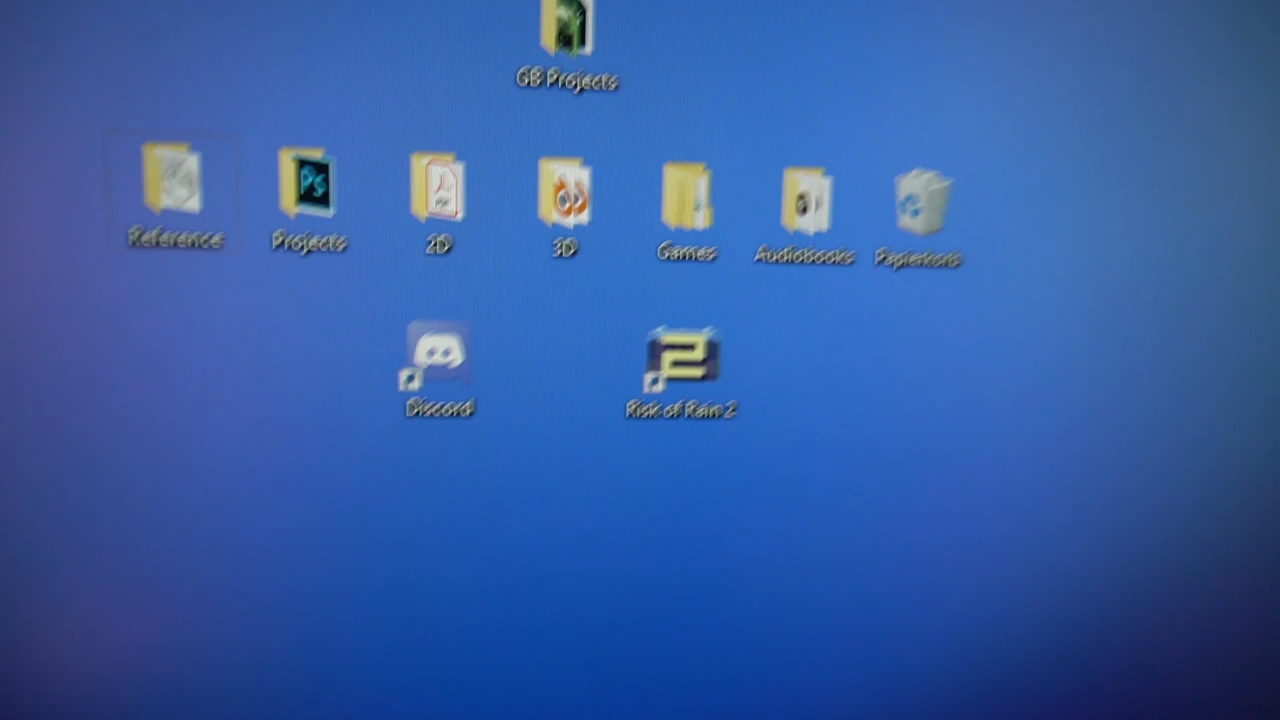 GB Projects
Reference
Projects
2D
3D
Games
Audiobooks
Papierkorb
Discord
Risk of Rain 2